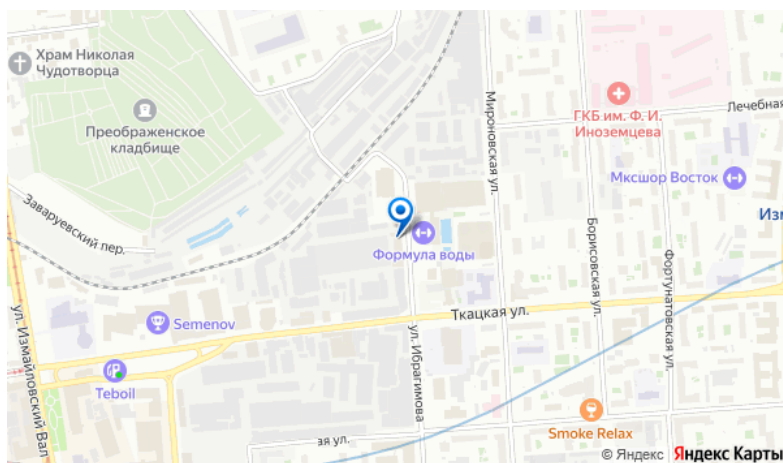 Храм Николая
Чудотворца
Преображенское
кладбище
Заваруевский пер.
ул. Измайловский Вал
Semenov
Teboil
Формула воды
Ткацкая ул.
ул. Ибрагимова
Мироновская ул.
ГКБ им. Ф. И.
Иноземцева
Лечебная
Мксшор Восток
Изм
Борисовская ул.
Фортунатовская ул.
Smoke Relax
ая ул.
© Яндекс Яндекс Карты